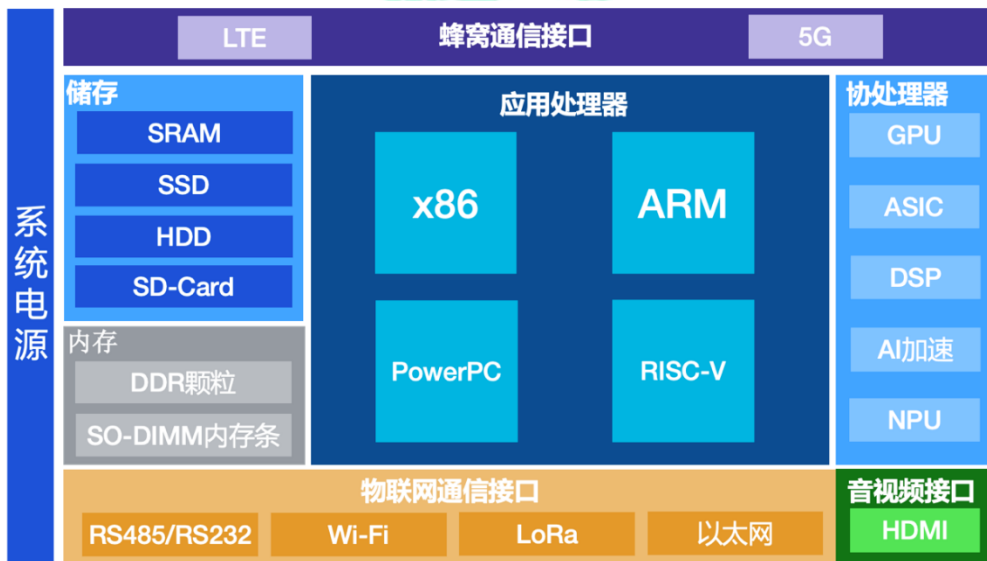 系统电源
LTE
蜂窝通信接口
5G
储存
SRAM
SSD
HDD
SD-Card
内存
DDR颗粒
SO-DIMM内存条
应用处理器
x86
ARM
PowerPC
RISC-V
协处理器
GPU
ASIC
DSP
AI加速
NPU
物联网通信接口
RS485/RS232
Wi-Fi
LoRa
以太网
音视频接口
HDMI